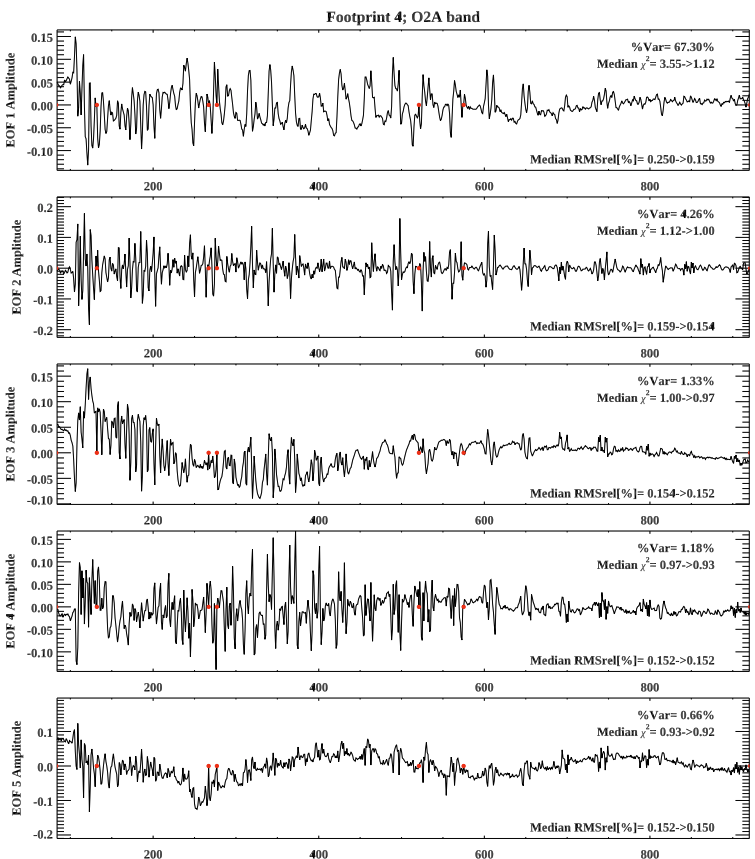 Footprint 4; O2A band
EOF 1 Amplitude
0.15
0.10
0.05
0.00
-0.05
-0.10
%Var= 67.30%
Median χ²= 3.55->1.12
Median RMSrel[%]= 0.250->0.159
200 400 600 800
EOF 2 Amplitude
0.2
0.1
0.0
-0.1
-0.2
%Var= 4.26%
Median χ²= 1.12->1.00
Median RMSrel[%]= 0.159->0.154
200 400 600 800
EOF 3 Amplitude
0.15
0.10
0.05
0.00
-0.05
-0.10
%Var= 1.33%
Median χ²= 1.00->0.97
Median RMSrel[%]= 0.154->0.152
200 400 600 800
EOF 4 Amplitude
0.15
0.10
0.05
0.00
-0.05
-0.10
%Var= 1.18%
Median χ²= 0.97->0.93
Median RMSrel[%]= 0.152->0.152
200 400 600 800
EOF 5 Amplitude
0.1
0.0
-0.1
-0.2
%Var= 0.66%
Median χ²= 0.93->0.92
Median RMSrel[%]= 0.152->0.150
200 400 600 800